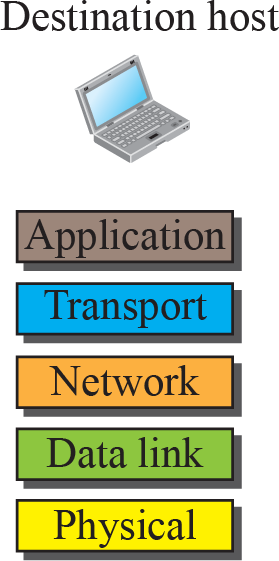 Destination host
Application
Transport
Network
Data link
Physical